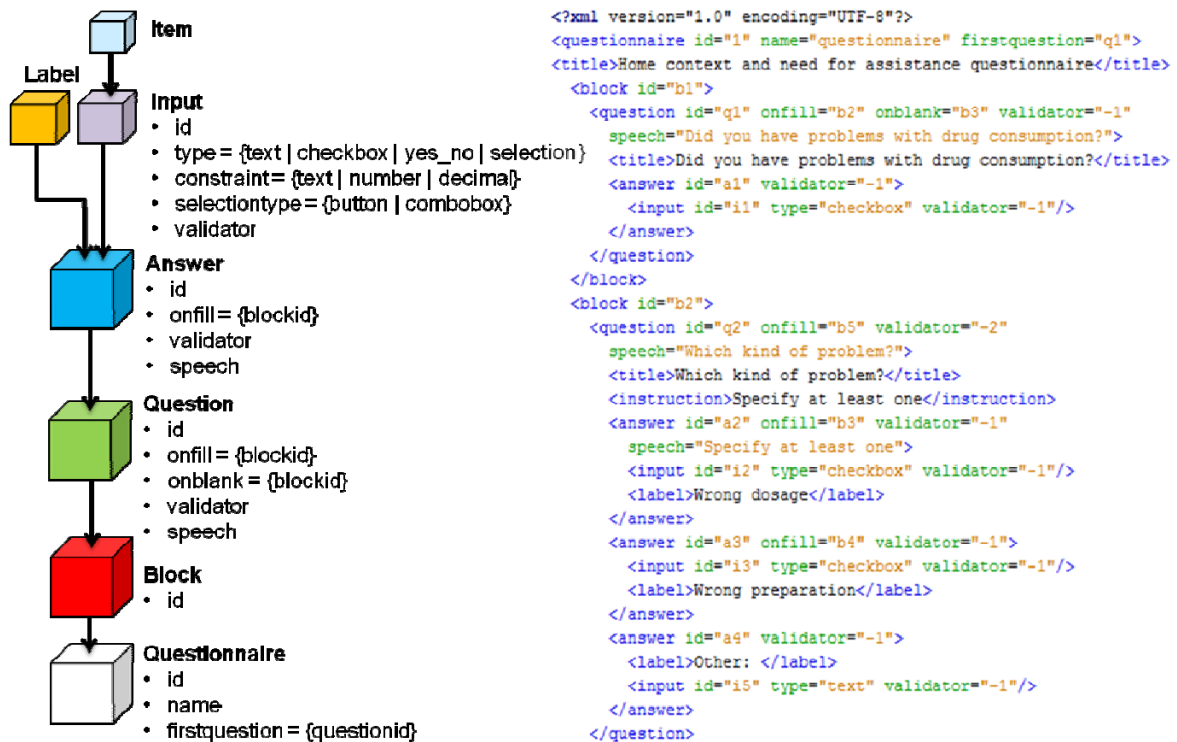 Item
Label
Input
• id
• type = {text | checkbox | yes_no | selection}
• constraint = {text | number | decimal}
• selectiontype = {button | combobox}
• validator
Answer
• id
• onfill = {blockid}
• validator
• speech
Question
• id
• onfill = {blockid}
• onblank = {blockid}
• validator
• speech
Block
• id
Questionnaire
• id
• name
• firstquestion = {questionid}
<?xml version="1.0" encoding="UTF-8"?>
<questionnaire id="1" name="questionnaire" firstquestion="q1">
<title>Home context and need for assistance questionnaire</title>
<block id="b1">
<question id="q1" onfill="b2" onblank="b3" validator="-1"
speech="Did you have problems with drug consumption?">
<title>Did you have problems with drug consumption?</title>
<answer id="a1" validator="-1">
<input id="i1" type="checkbox" validator="-1"/>
</answer>
</question>
</block>
<block id="b2">
<question id="q2" onfill="b5" validator="-2"
speech="Which kind of problem?">
<title>Which kind of problem?</title>
<instruction>Specify at least one</instruction>
<answer id="a2" onfill="b3" validator="-1"
speech="Specify at least one">
<input id="i2" type="checkbox" validator="-1"/>
<label>Wrong dosage</label>
</answer>
<answer id="a3" onfill="b4" validator="-1">
<input id="i3" type="checkbox" validator="-1"/>
<label>Wrong preparation</label>
</answer>
<answer id="a4" validator="-1">
<label>Other: </label>
<input id="i5" type="text" validator="-1"/>
</answer>
</question>